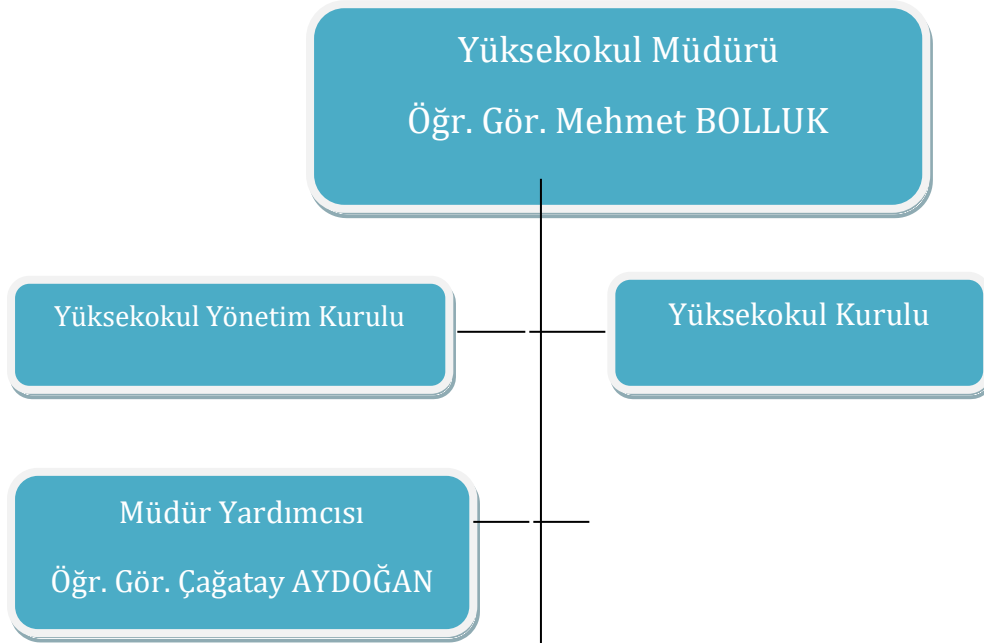 Yüksekokul Müdürü
Öğr. Gör. Mehmet BOLLUK
Yüksekokul Yönetim Kurulu
Yüksekokul Kurulu
Müdür Yardımcısı
Öğr. Gör. Çağatay AYDOĞAN